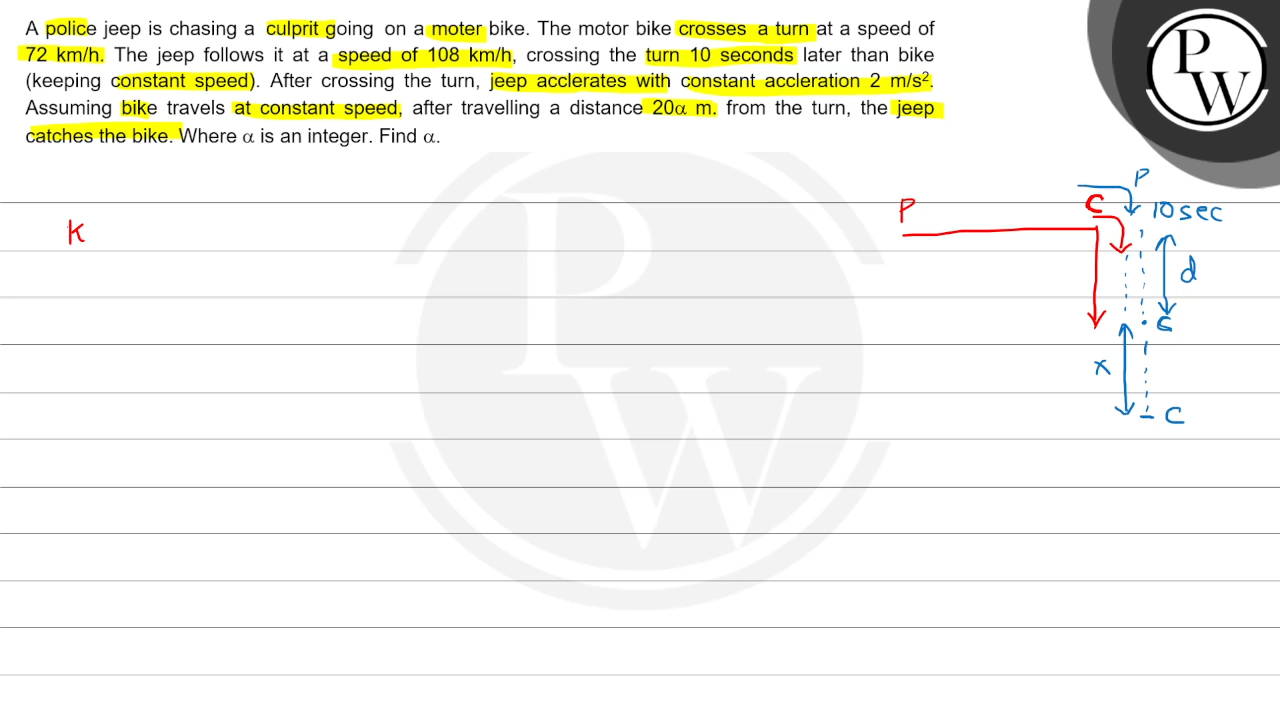 A police jeep is chasing a culprit going on a moter bike. The motor bike crosses a turn at a speed of
72 km/h. The jeep follows it at a speed of 108 km/h, crossing the turn 10 seconds later than bike
(keeping constant speed). After crossing the turn, jeep acclerates with constant accleration 2 m/s².
Assuming bike travels at constant speed, after travelling a distance 20α m. from the turn, the jeep
catches the bike. Where α is an integer. Find α.
P
W
P
C
10 sec
P
K
d
C
x
C
P
W